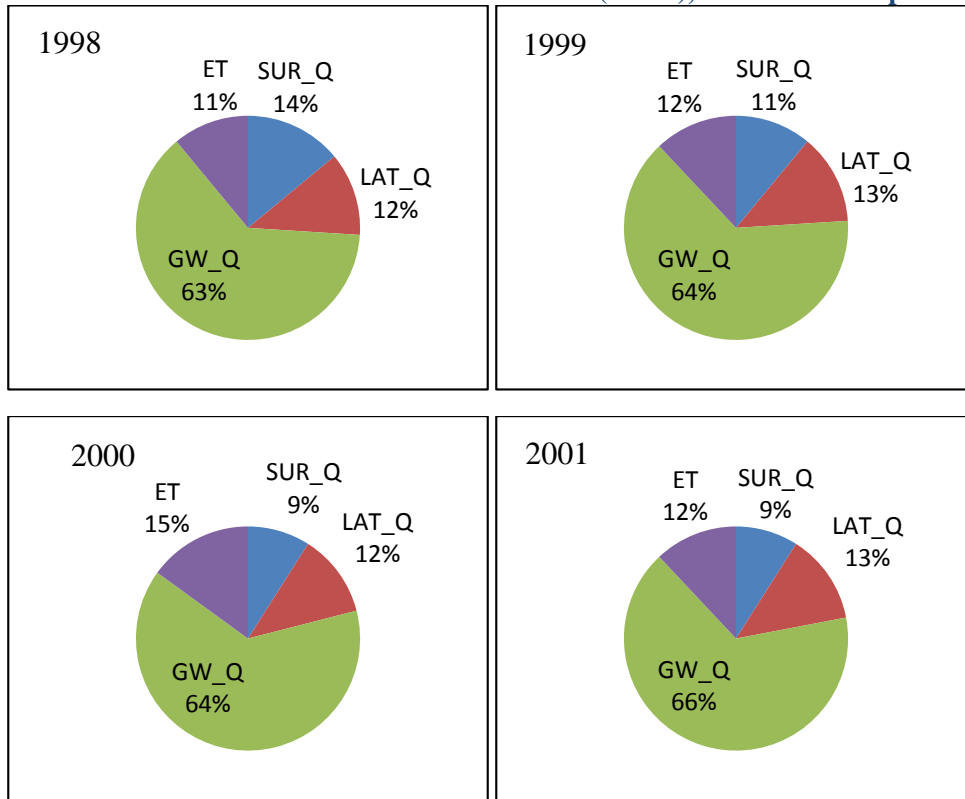 1998
ET
11%
SUR_Q
14%
LAT_Q
12%
GW_Q
63%
1999
ET
12%
SUR_Q
11%
LAT_Q
13%
GW_Q
64%
2000
ET
15%
SUR_Q
9%
LAT_Q
12%
GW_Q
64%
2001
ET
12%
SUR_Q
9%
LAT_Q
13%
GW_Q
66%